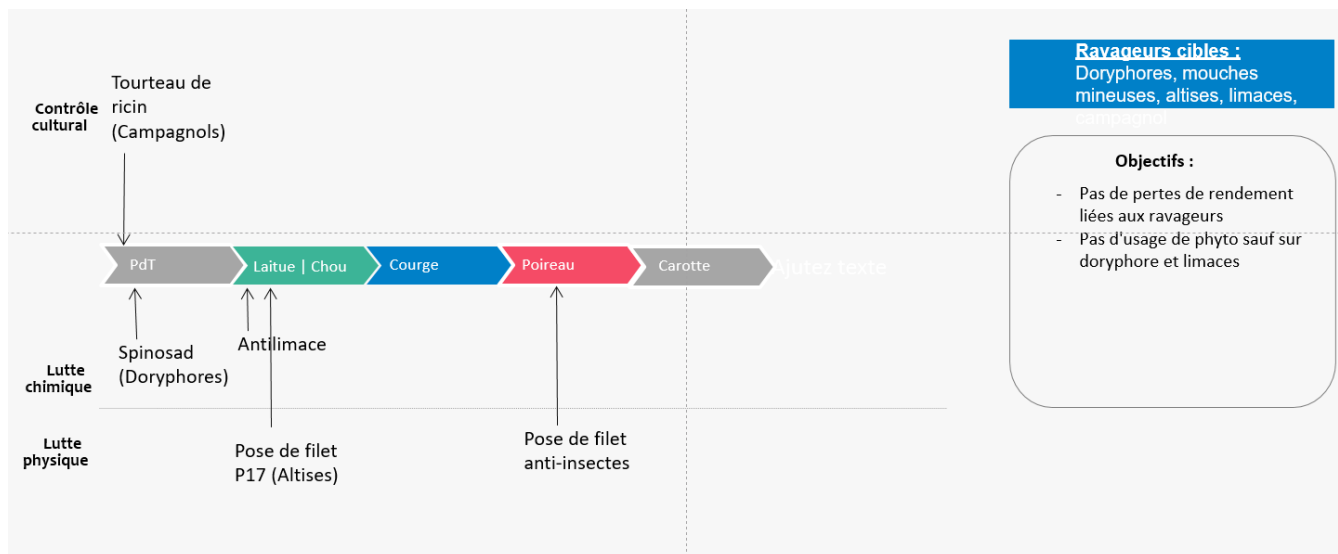 Tourteau de
ricin
(Campagnols)
Contrôle
cultural
Ravageurs cibles :
Doryphores, mouches
mineuses, altises, limaces,
campagnol
Objectifs :
- Pas de pertes de rendement
liées aux ravageurs
- Pas d'usage de phyto sauf sur
doryphore et limaces
PdT
Laitue | Chou
Courge
Poireau
Carotte
Ajutez texte
Spinosad
(Doryphores)
Antilimace
Lutte
chimique
Lutte
physique
Pose de filet
P17 (Altises)
Pose de filet
anti-insectes